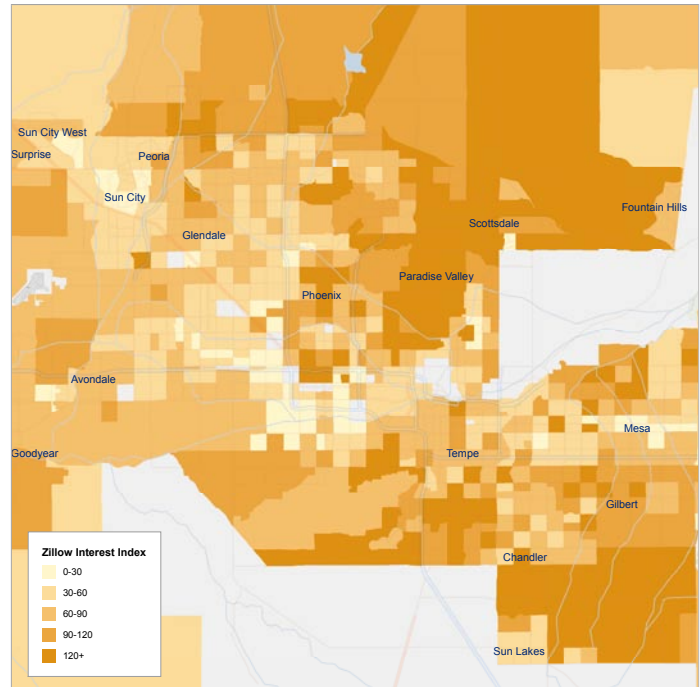 Sun City West
Surprise
Peoria
Sun City
Fountain Hills
Scottsdale
Glendale
Paradise Valley
Phoenix
Avondale
Mesa
Goodyear
Tempe
Gilbert
Chandler
Sun Lakes
Zillow Interest Index
0-30
30-60
60-90
90-120
120+